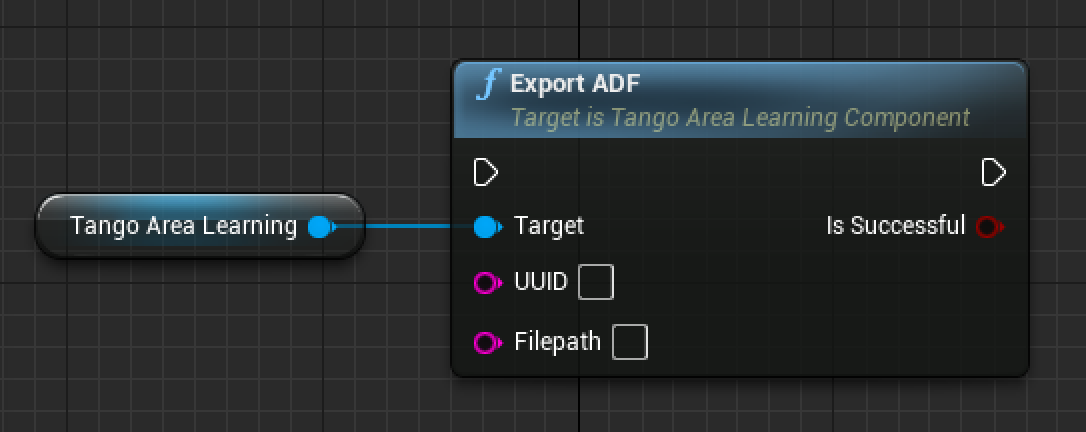 Export ADF
Target is Tango Area Learning Component
Tango Area Learning
Target
Is Successful
UUID
Filepath